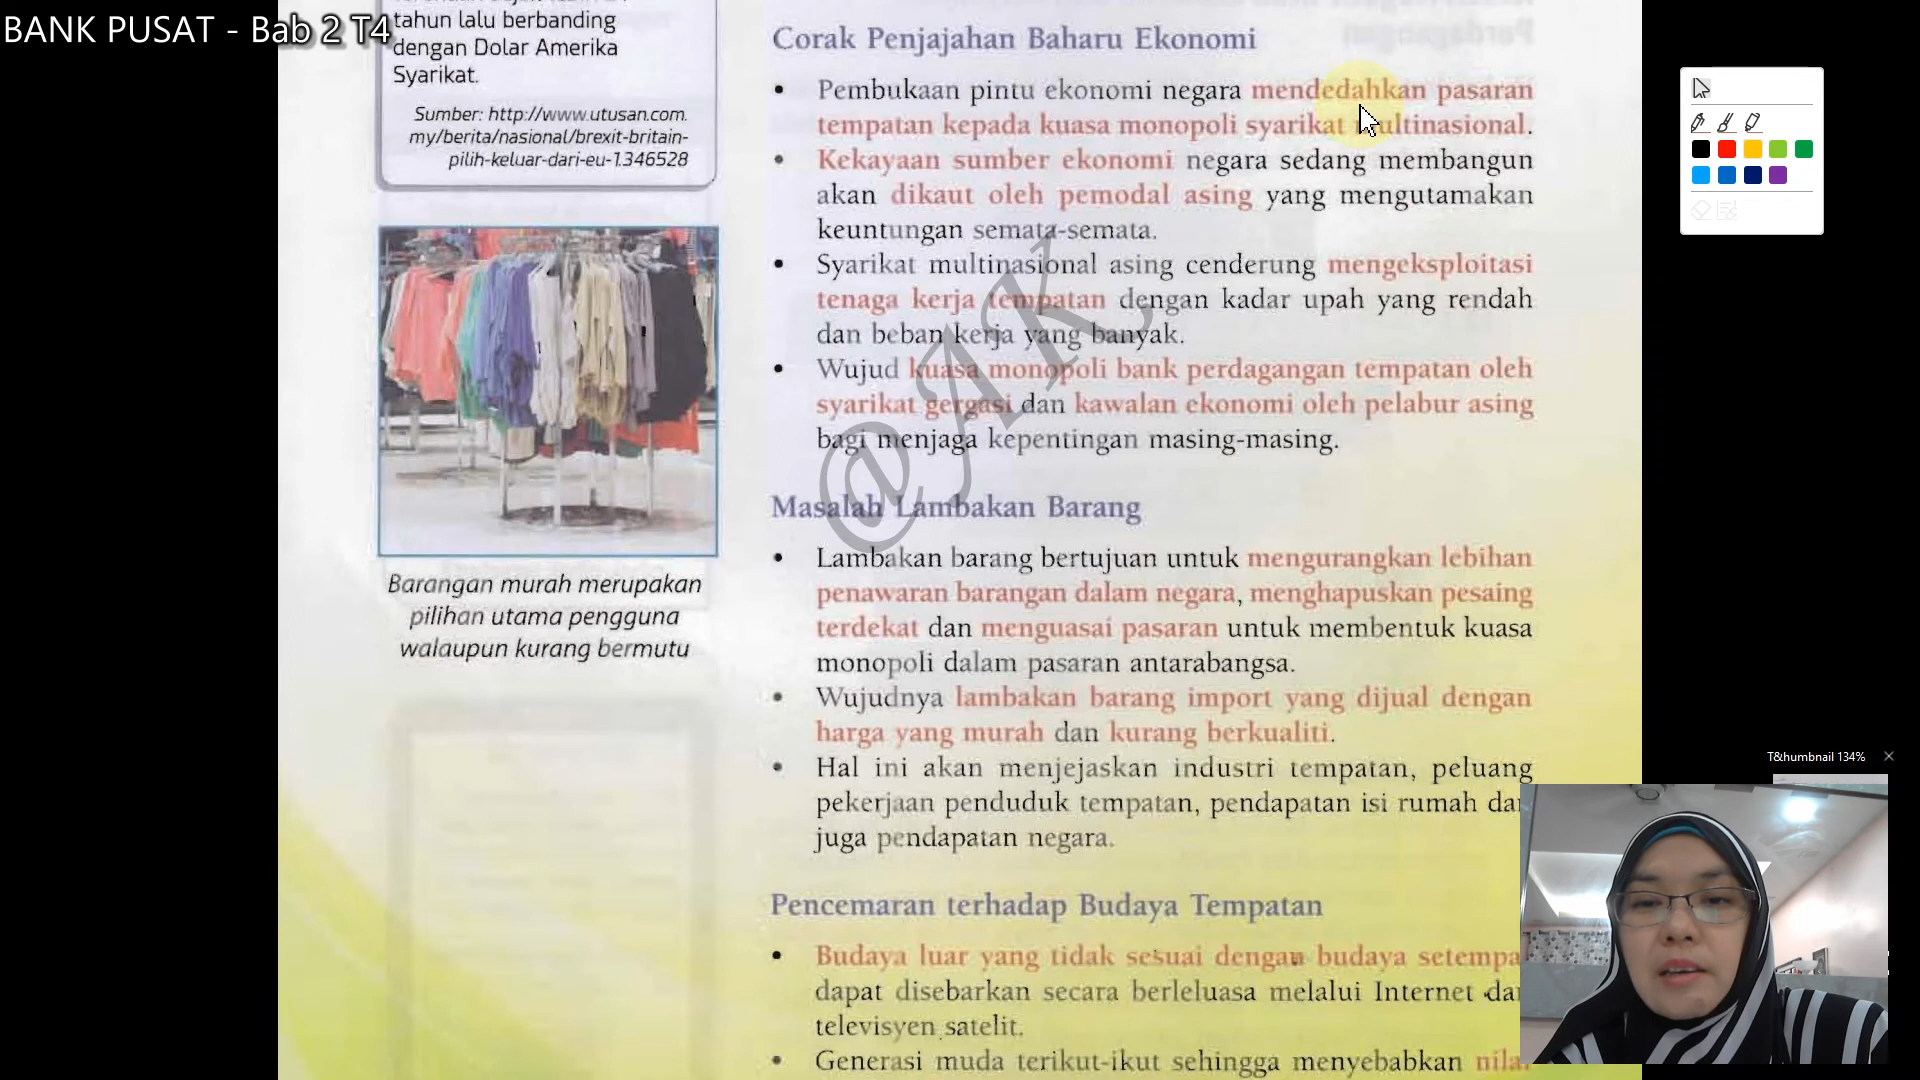 BANK PUSAT - Bab 2 T4
tahun lalu berbanding
dengan Dolar Amerika
Syarikat.
Sumber: http://www.utusan.com.
my/berita/nasional/brexit-britain-
pilih-keluar-dari-eu-1.346528
Barangan murah merupakan
pilihan utama pengguna
walaupun kurang bermutu
Corak Penjajahan Baharu Ekonomi
• Pembukaan pintu ekonomi negara mendedahkan pasaran
tempatan kepada kuasa monopoli syarikat multinasional.
• Kekayaan sumber ekonomi negara sedang membangun
akan dikaut oleh pemodal asing yang mengutamakan
keuntungan semata-semata.
• Syarikat multinasional asing cenderung mengeksploitasi
tenaga kerja tempatan dengan kadar upah yang rendah
dan beban kerja yang banyak.
• Wujud kuasa monopoli bank perdagangan tempatan oleh
syarikat gergasi dan kawalan ekonomi oleh pelabur asing
bagi menjaga kepentingan masing-masing.
Masalah Lambakan Barang
• Lambakan barang bertujuan untuk mengurangkan lebihan
penawaran barangan dalam negara, menghapuskan pesaing
terdekat dan menguasai pasaran untuk membentuk kuasa
monopoli dalam pasaran antarabangsa.
• Wujudnya lambakan barang import yang dijual dengan
harga yang murah dan kurang berkualiti.
• Hal ini akan menjejaskan industri tempatan, peluang
pekerjaan penduduk tempatan, pendapatan isi rumah da
juga pendapatan negara.
Pencemaran terhadap Budaya Tempatan
• Budaya luar yang tidak sesuai dengan budaya setempa
dapat disebarkan secara berleluasa melalui Internet da
televisyen satelit.
• Generasi muda terikut-ikut sehingga menyebabkan nila
@AK
T&humbnail 134%